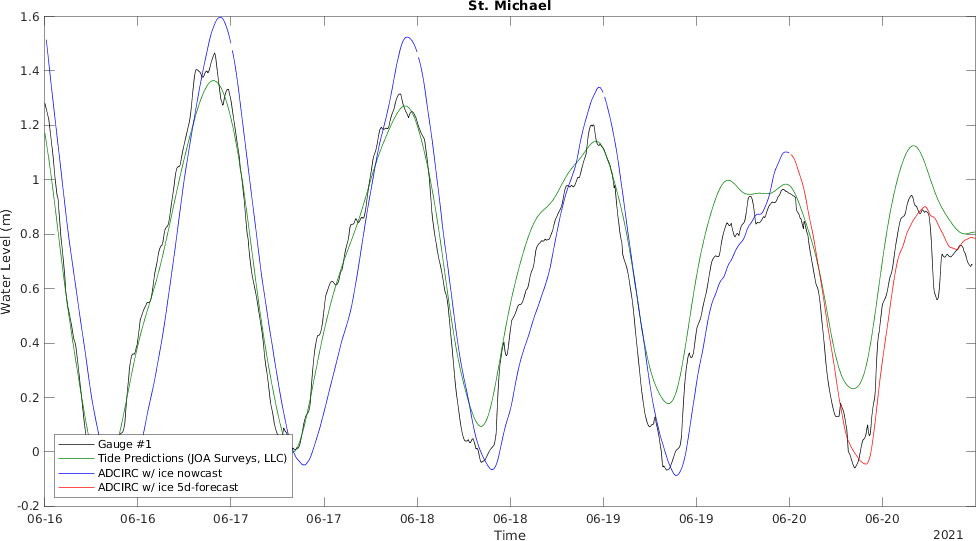 St. Michael
1.6
1.4
1.2
1
0.8
0.6
0.4
0.2
0
-0.2
Water Level (m)
Gauge #1
Tide Predictions (JOA Surveys, LLC)
ADCIRC w/ ice nowcast
ADCIRC w/ ice 5d-forecast
06-16 06-16 06-17 06-17 06-18 06-18 06-19 06-19 06-20 06-20
Time
2021